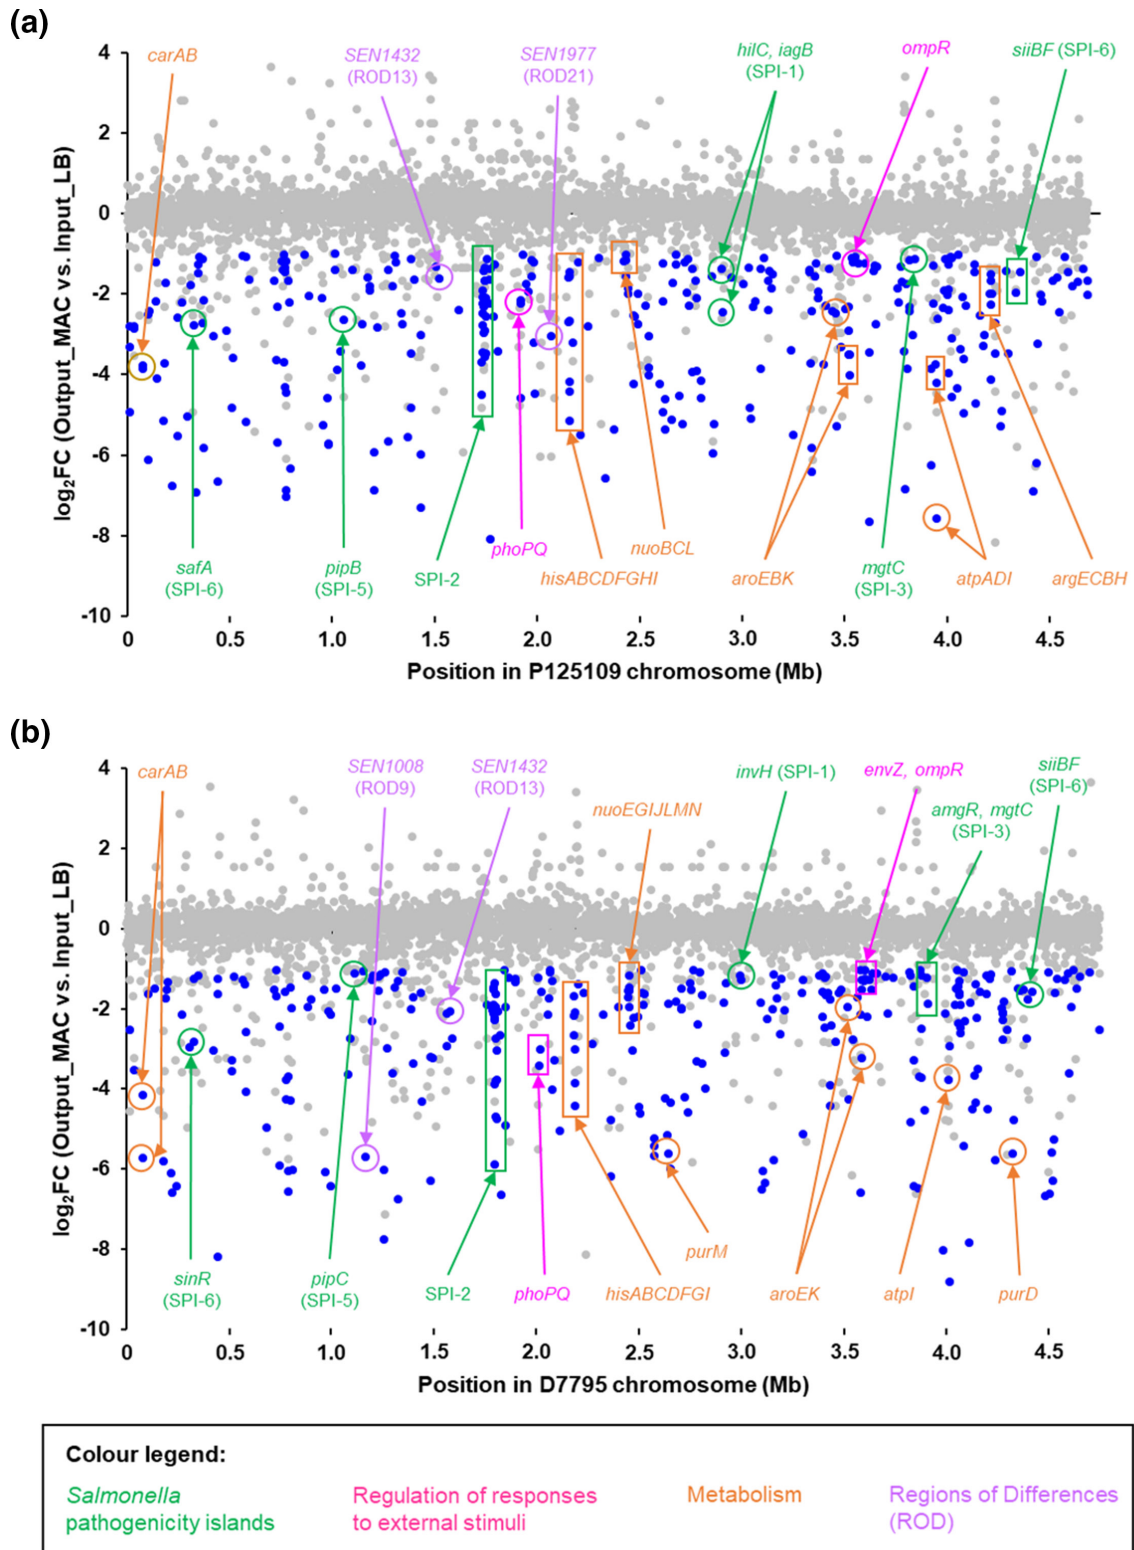 (a)
carAB
SEN1432
(ROD13)
SEN1977
(ROD21)
hilC, iagB
(SPI-1)
ompR
siiBF (SPI-6)
4
2
0
-2
-4
-6
-8
-10
log2FC (Output_MAC vs. Input_LB)
safA
(SPI-6)
pipB
(SPI-5)
SPI-2
phoPQ
hisABCDFGHI
nuoBCL
aroEBK
mgtC
(SPI-3)
atpADI
argECBH
0 0.5 1.0 1.5 2.0 2.5 3.0 3.5 4.0 4.5
Position in P125109 chromosome (Mb)
(b)
carAB
SEN1008
(ROD9)
SEN1432
(ROD13)
nuoEGIJLMN
invH (SPI-1)
envZ, ompR
amgR, mgtC
(SPI-3)
siiBF
(SPI-6)
4
2
0
-2
-4
-6
-8
-10
log2FC (Output_MAC vs. Input_LB)
sinR
(SPI-6)
pipC
(SPI-5)
SPI-2
phoPQ
hisABCDFGI
purM
aroEK
atpI
purD
0 0.5 1.0 1.5 2.0 2.5 3.0 3.5 4.0 4.5
Position in D7795 chromosome (Mb)
Colour legend:
Salmonella
pathogenicity islands
Regulation of responses
to external stimuli
Metabolism
Regions of Differences
(ROD)